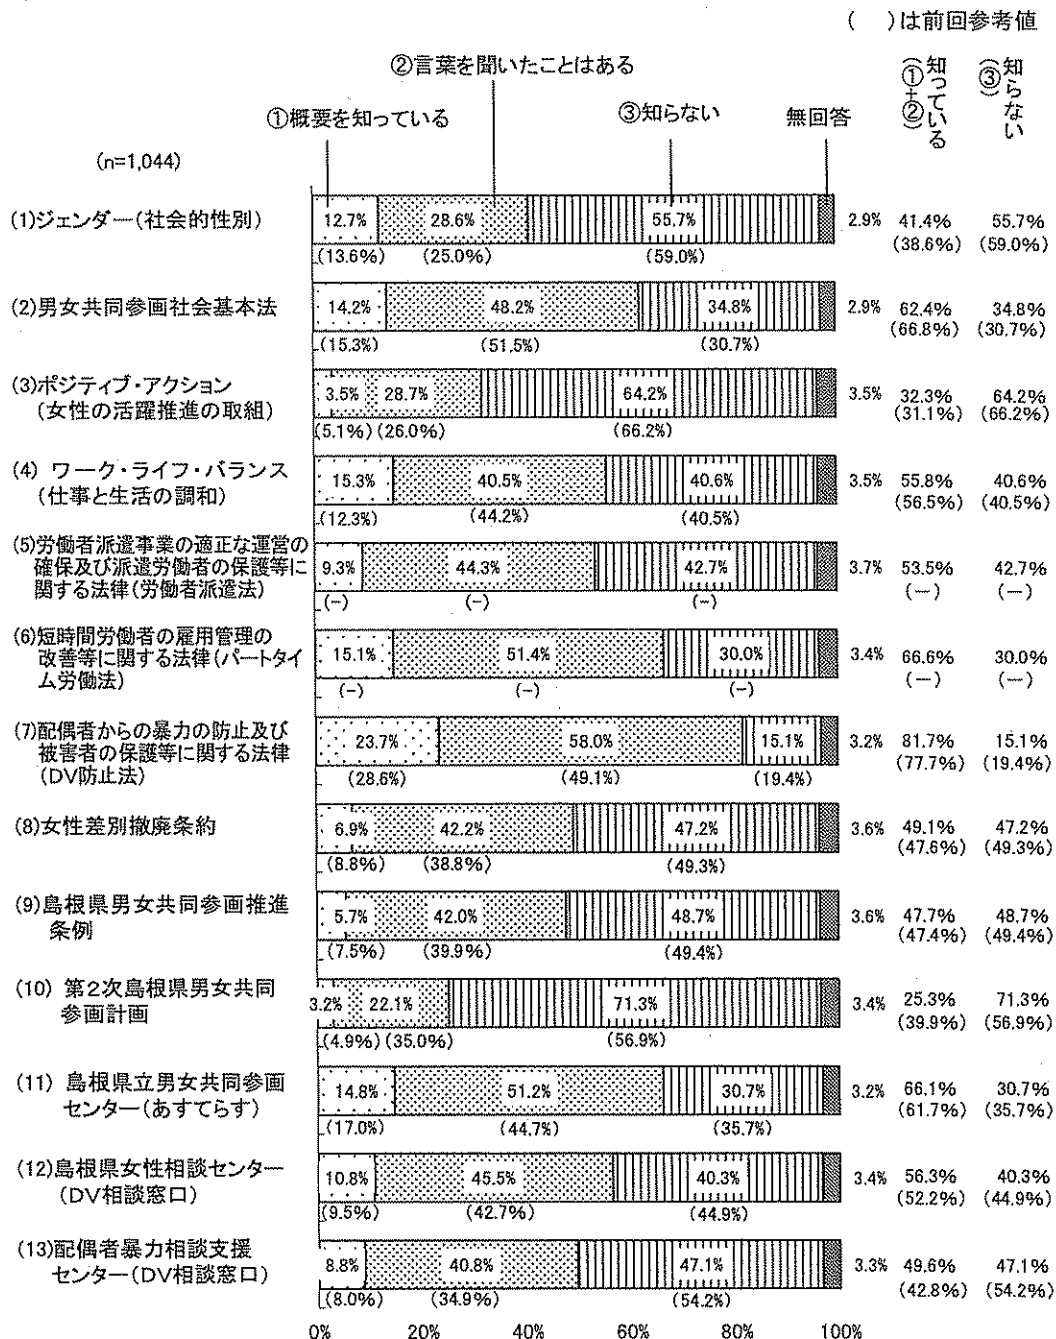 (　)は前回参考値
知っている(①+②)
知らない(③)
②言葉を聞いたことはある
①概要を知っている
③知らない
無回答
(n=1,044)
(1)ジェンダー(社会的性別)
12.7% 28.6% 55.7% 2.9% 41.4% 55.7%
(13.6%) (25.0%) (59.0%) (38.6%) (59.0%)
(2)男女共同参画社会基本法
14.2% 48.2% 34.8% 2.9% 62.4% 34.8%
(15.3%) (51.5%) (30.7%) (66.8%) (30.7%)
(3)ポジティブ・アクション
(女性の活躍推進の取組)
3.5% 28.7% 64.2% 3.5% 32.3% 64.2%
(5.1%) (26.0%) (66.2%) (31.1%) (66.2%)
(4) ワーク・ライフ・バランス
(仕事と生活の調和)
15.3% 40.5% 40.6% 3.5% 55.8% 40.6%
(12.3%) (44.2%) (40.5%) (56.5%) (40.5%)
(5)労働者派遣事業の適正な運営の
確保及び派遣労働者の保護等に
関する法律(労働者派遣法)
9.3% 44.3% 42.7% 3.7% 53.5% 42.7%
(-) (-) (-) (-) (-)
(6)短時間労働者の雇用管理の
改善等に関する法律(パートタイ
ム労働法)
15.1% 51.4% 30.0% 3.4% 66.6% 30.0%
(-) (-) (-) (-) (-)
(7)配偶者からの暴力の防止及び
被害者の保護等に関する法律
(DV防止法)
23.7% 58.0% 15.1% 3.2% 81.7% 15.1%
(28.6%) (49.1%) (19.4%) (77.7%) (19.4%)
(8)女性差別撤廃条約
6.9% 42.2% 47.2% 3.6% 49.1% 47.2%
(8.8%) (38.8%) (49.3%) (47.6%) (49.3%)
(9)島根県男女共同参画推進
条例
5.7% 42.0% 48.7% 3.6% 47.7% 48.7%
(7.5%) (39.9%) (49.4%) (47.4%) (49.4%)
(10) 第2次島根県男女共同
参画計画
3.2% 22.1% 71.3% 3.4% 25.3% 71.3%
(4.9%) (35.0%) (56.9%) (39.9%) (56.9%)
(11) 島根県立男女共同参画
センター(あすてらす)
14.8% 51.2% 30.7% 3.2% 66.1% 30.7%
(17.0%) (44.7%) (35.7%) (61.7%) (35.7%)
(12)島根県女性相談センター
(DV相談窓口)
10.8% 45.5% 40.3% 3.4% 56.3% 40.3%
(9.5%) (42.7%) (44.9%) (52.2%) (44.9%)
(13)配偶者暴力相談支援
センター(DV相談窓口)
8.8% 40.8% 47.1% 3.3% 49.6% 47.1%
(8.0%) (34.9%) (54.2%) (42.8%) (54.2%)
0% 20% 40% 60% 80% 100%